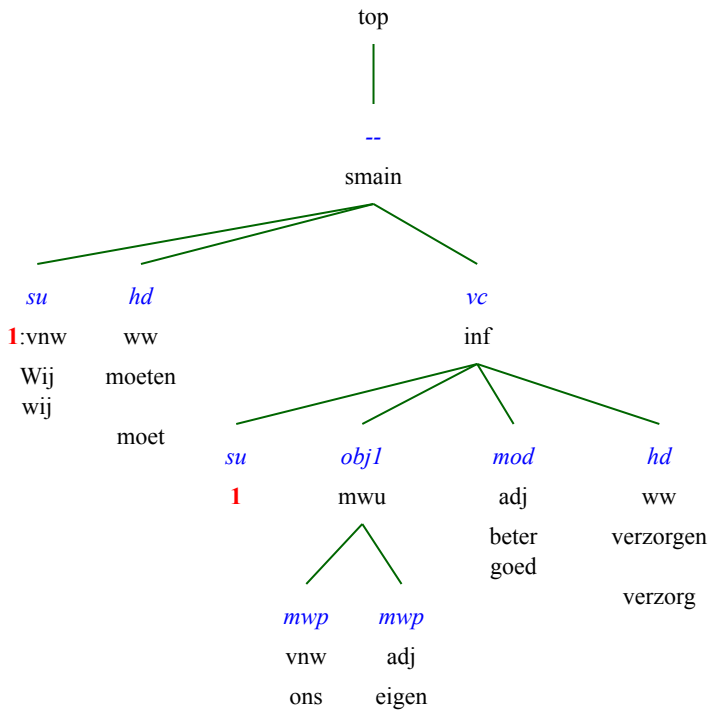 top
--
smain
su hd vc
1:vnw ww inf
Wij moeten
wij
moet
su obj1 mod hd
1 mwu adj ww
beter verzorgen
goed
verzorg
mwp mwp
vnw adj
ons eigen